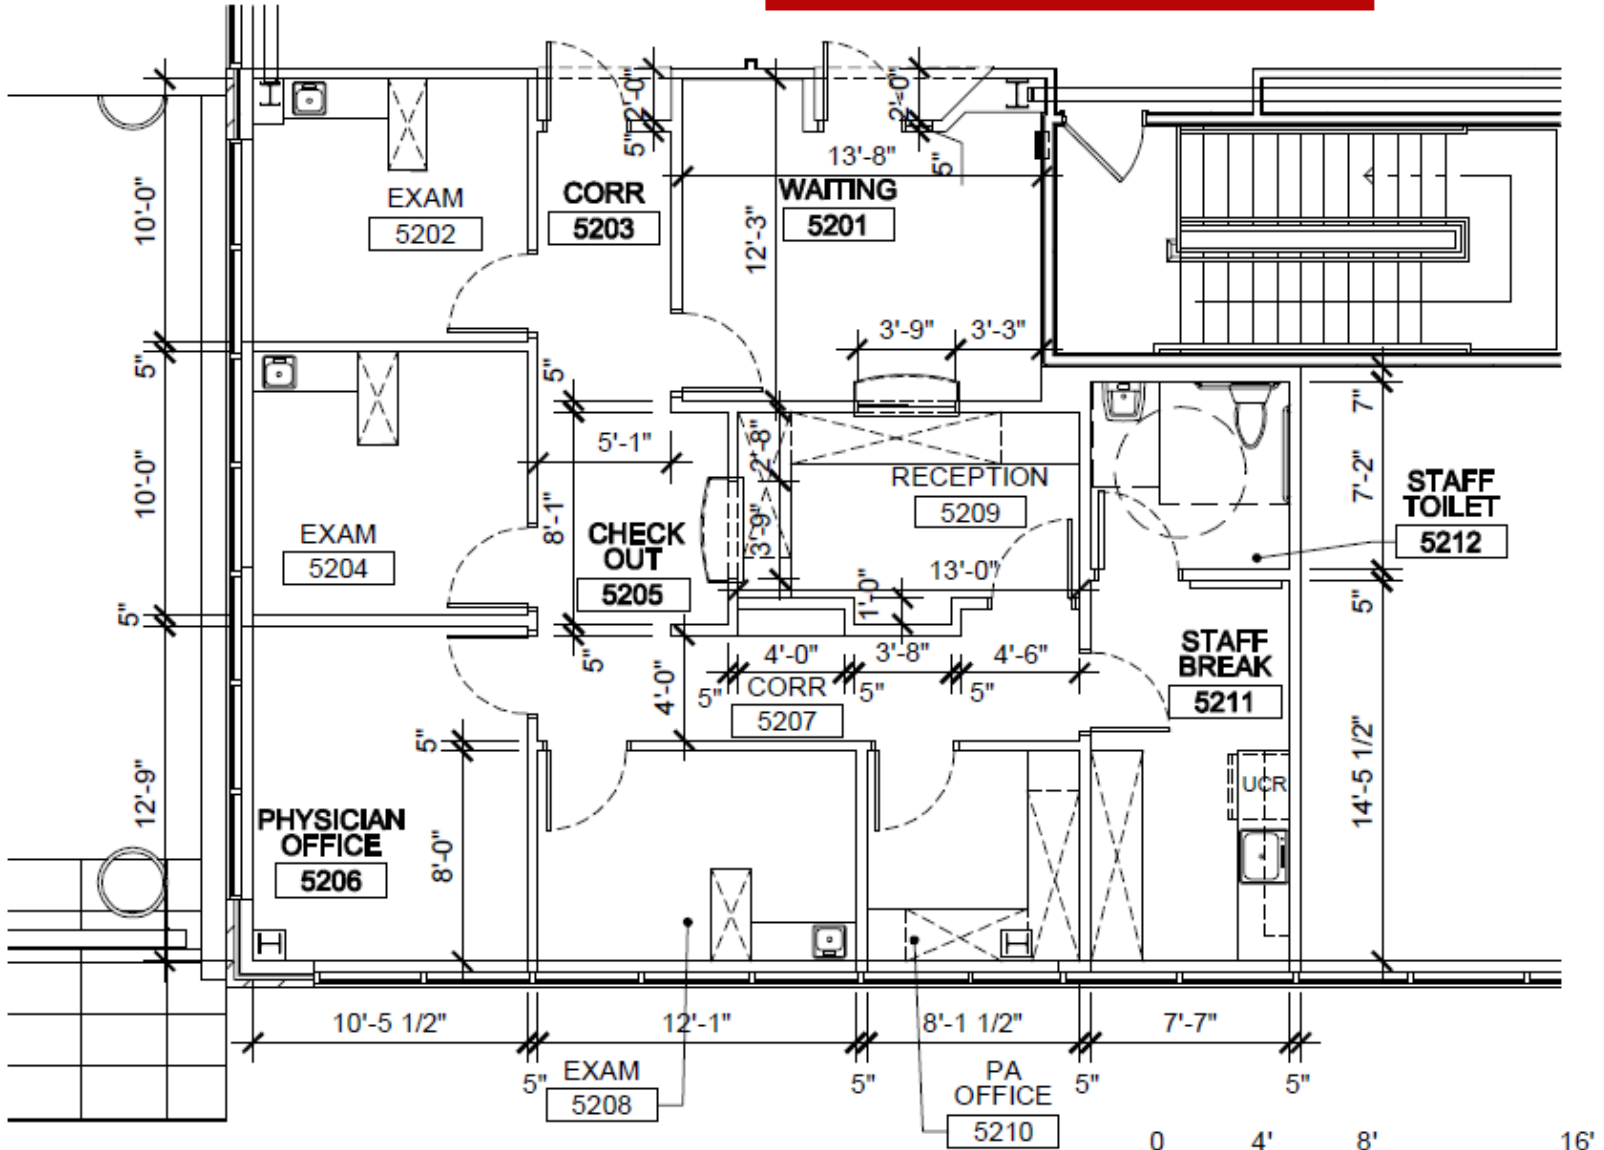 2'-0"
2'-0"
5"
5"
13'-8"
EXAM
5202
CORR
5203
WAITING
5201
10'-0"
12'-3"
3'-9"
3'-3"
5"
5"
7"
5'-1"
2'-8"
RECEPTION
5209
7'-2"
STAFF
TOILET
5212
10'-0"
8'-1"
EXAM
5204
CHECK
OUT
5205
3'-9"
13'-0"
1'-0"
5"
5"
5"
4'-0"
3'-8"
4'-6"
STAFF
BREAK
5211
4'-0"
5"
CORR
5207
5"
5"
5"
12'-9"
PHYSICIAN
OFFICE
5206
8'-0"
UCR
14'-5 1/2"
10'-5 1/2"
12'-1"
8'-1 1/2"
7'-7"
5"
5"
5"
5"
EXAM
5208
PA
OFFICE
5210
0 4' 8' 16'